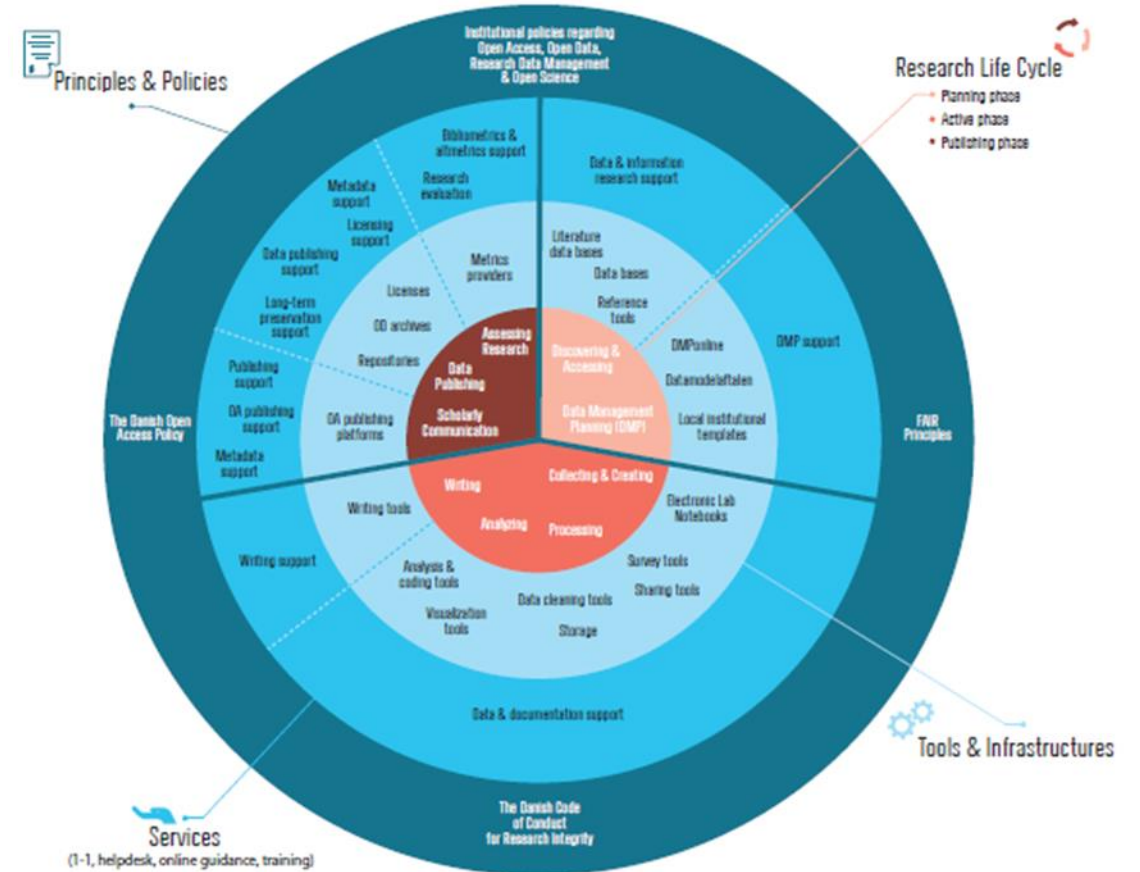 Principles & Policies
Institutional policies regarding
Open Access, Open Data,
Research Data Management
& Open Science
Research Life Cycle
• Planning phase
• Active phase
• Publishing phase
Bibliometrics &
altmetrics support
Research
evaluation
Metadata
support
Licensing
support
Data publishing
support
Long-term
preservation
support
Publishing
support
OA publishing
support
Metadata
support
Data & information
research support
DMP support
Metrics
providers
Licenses
OD archives
Repositories
OA publishing
platforms
Literature
data bases
Data bases
Reference
tools
DMPonline
Datamodelaftalen
Local institutional
templates
Assessing
Research
Data
Publishing
Scholarly
Communication
Discovering &
Accessing
Data Management
Planning (DMP)
Writing
Analyzing
Collecting & Creating
Processing
The Danish Open
Access Policy
FAIR
Principles
Writing tools
Analysis &
coding tools
Visualization
tools
Data cleaning tools
Storage
Survey tools
Sharing tools
Electronic Lab
Notebooks
Writing support
Data & documentation support
The Danish Code
of Conduct
for Research Integrity
Tools & Infrastructures
Services
(1-1, helpdesk, online guidance, training)